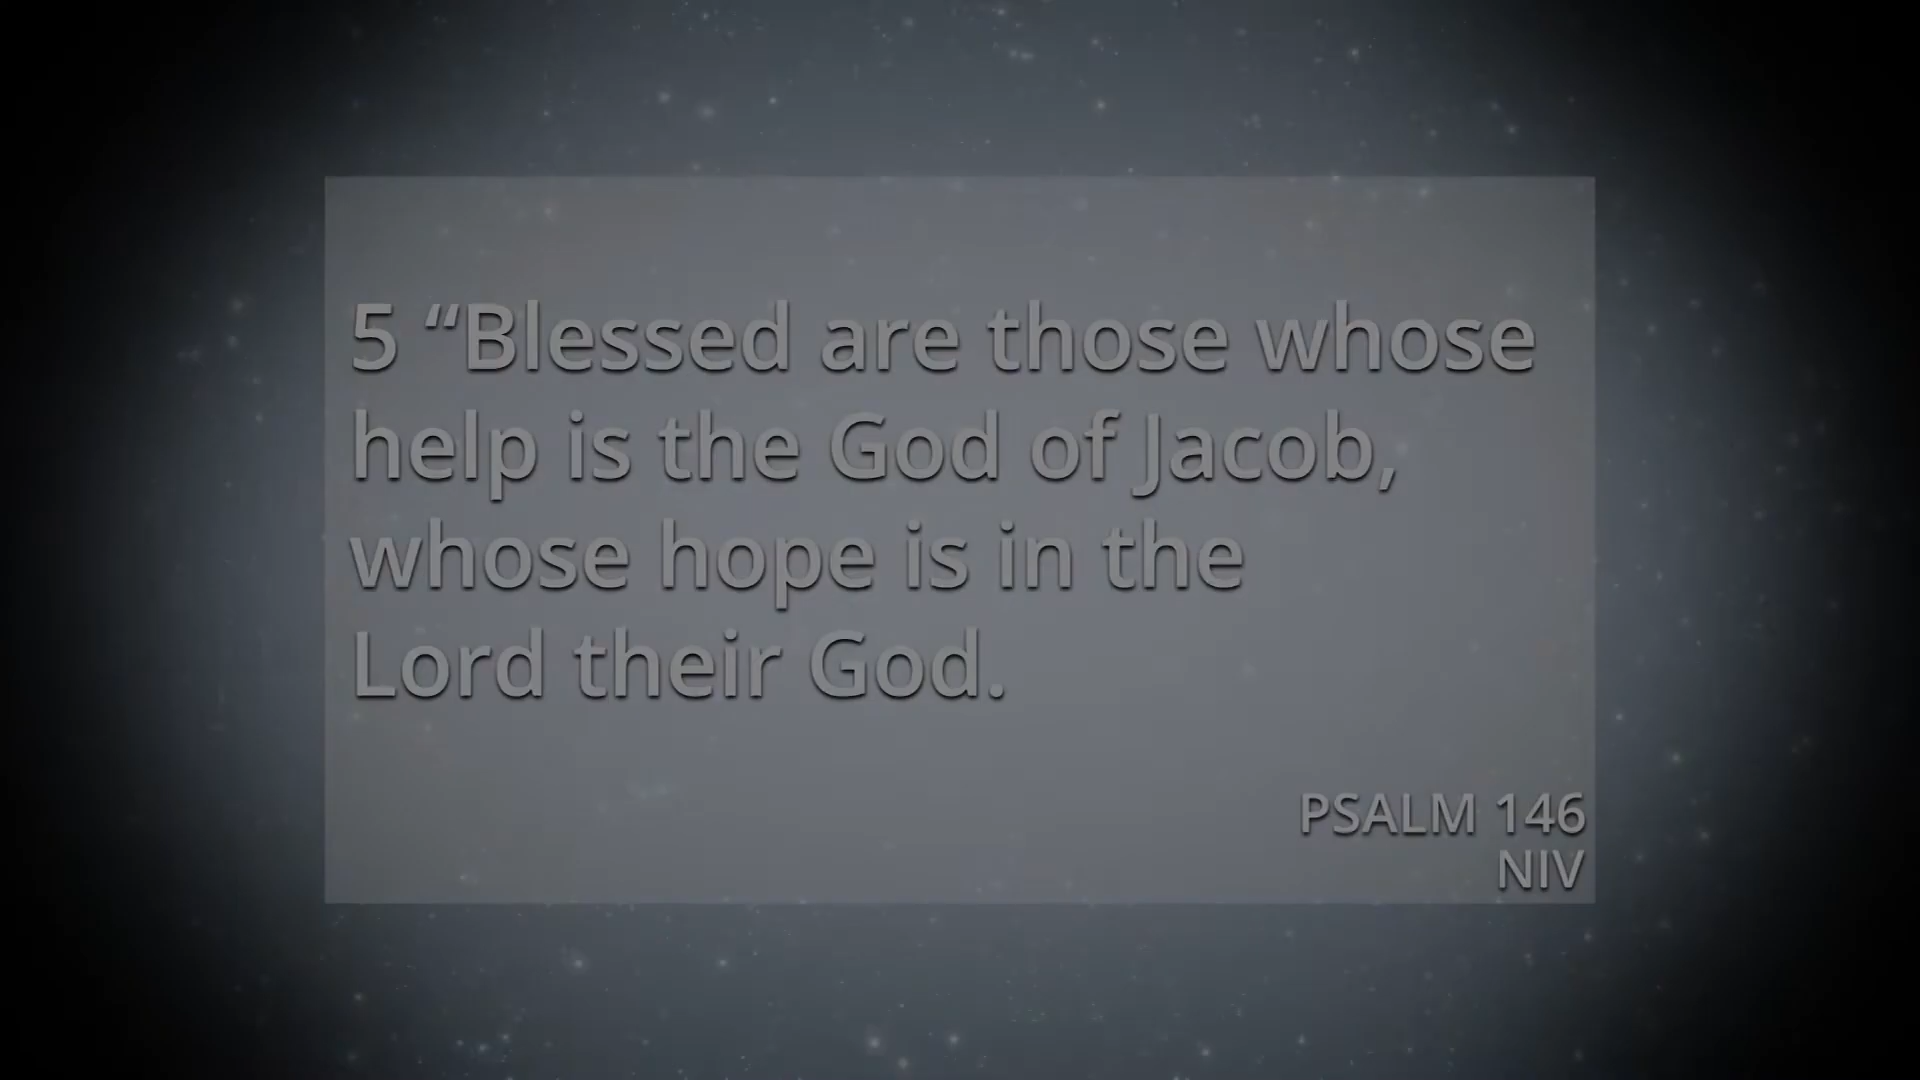 5 “Blessed are those whose
help is the God of Jacob,
whose hope is in the
Lord their God.
PSALM 146
NIV